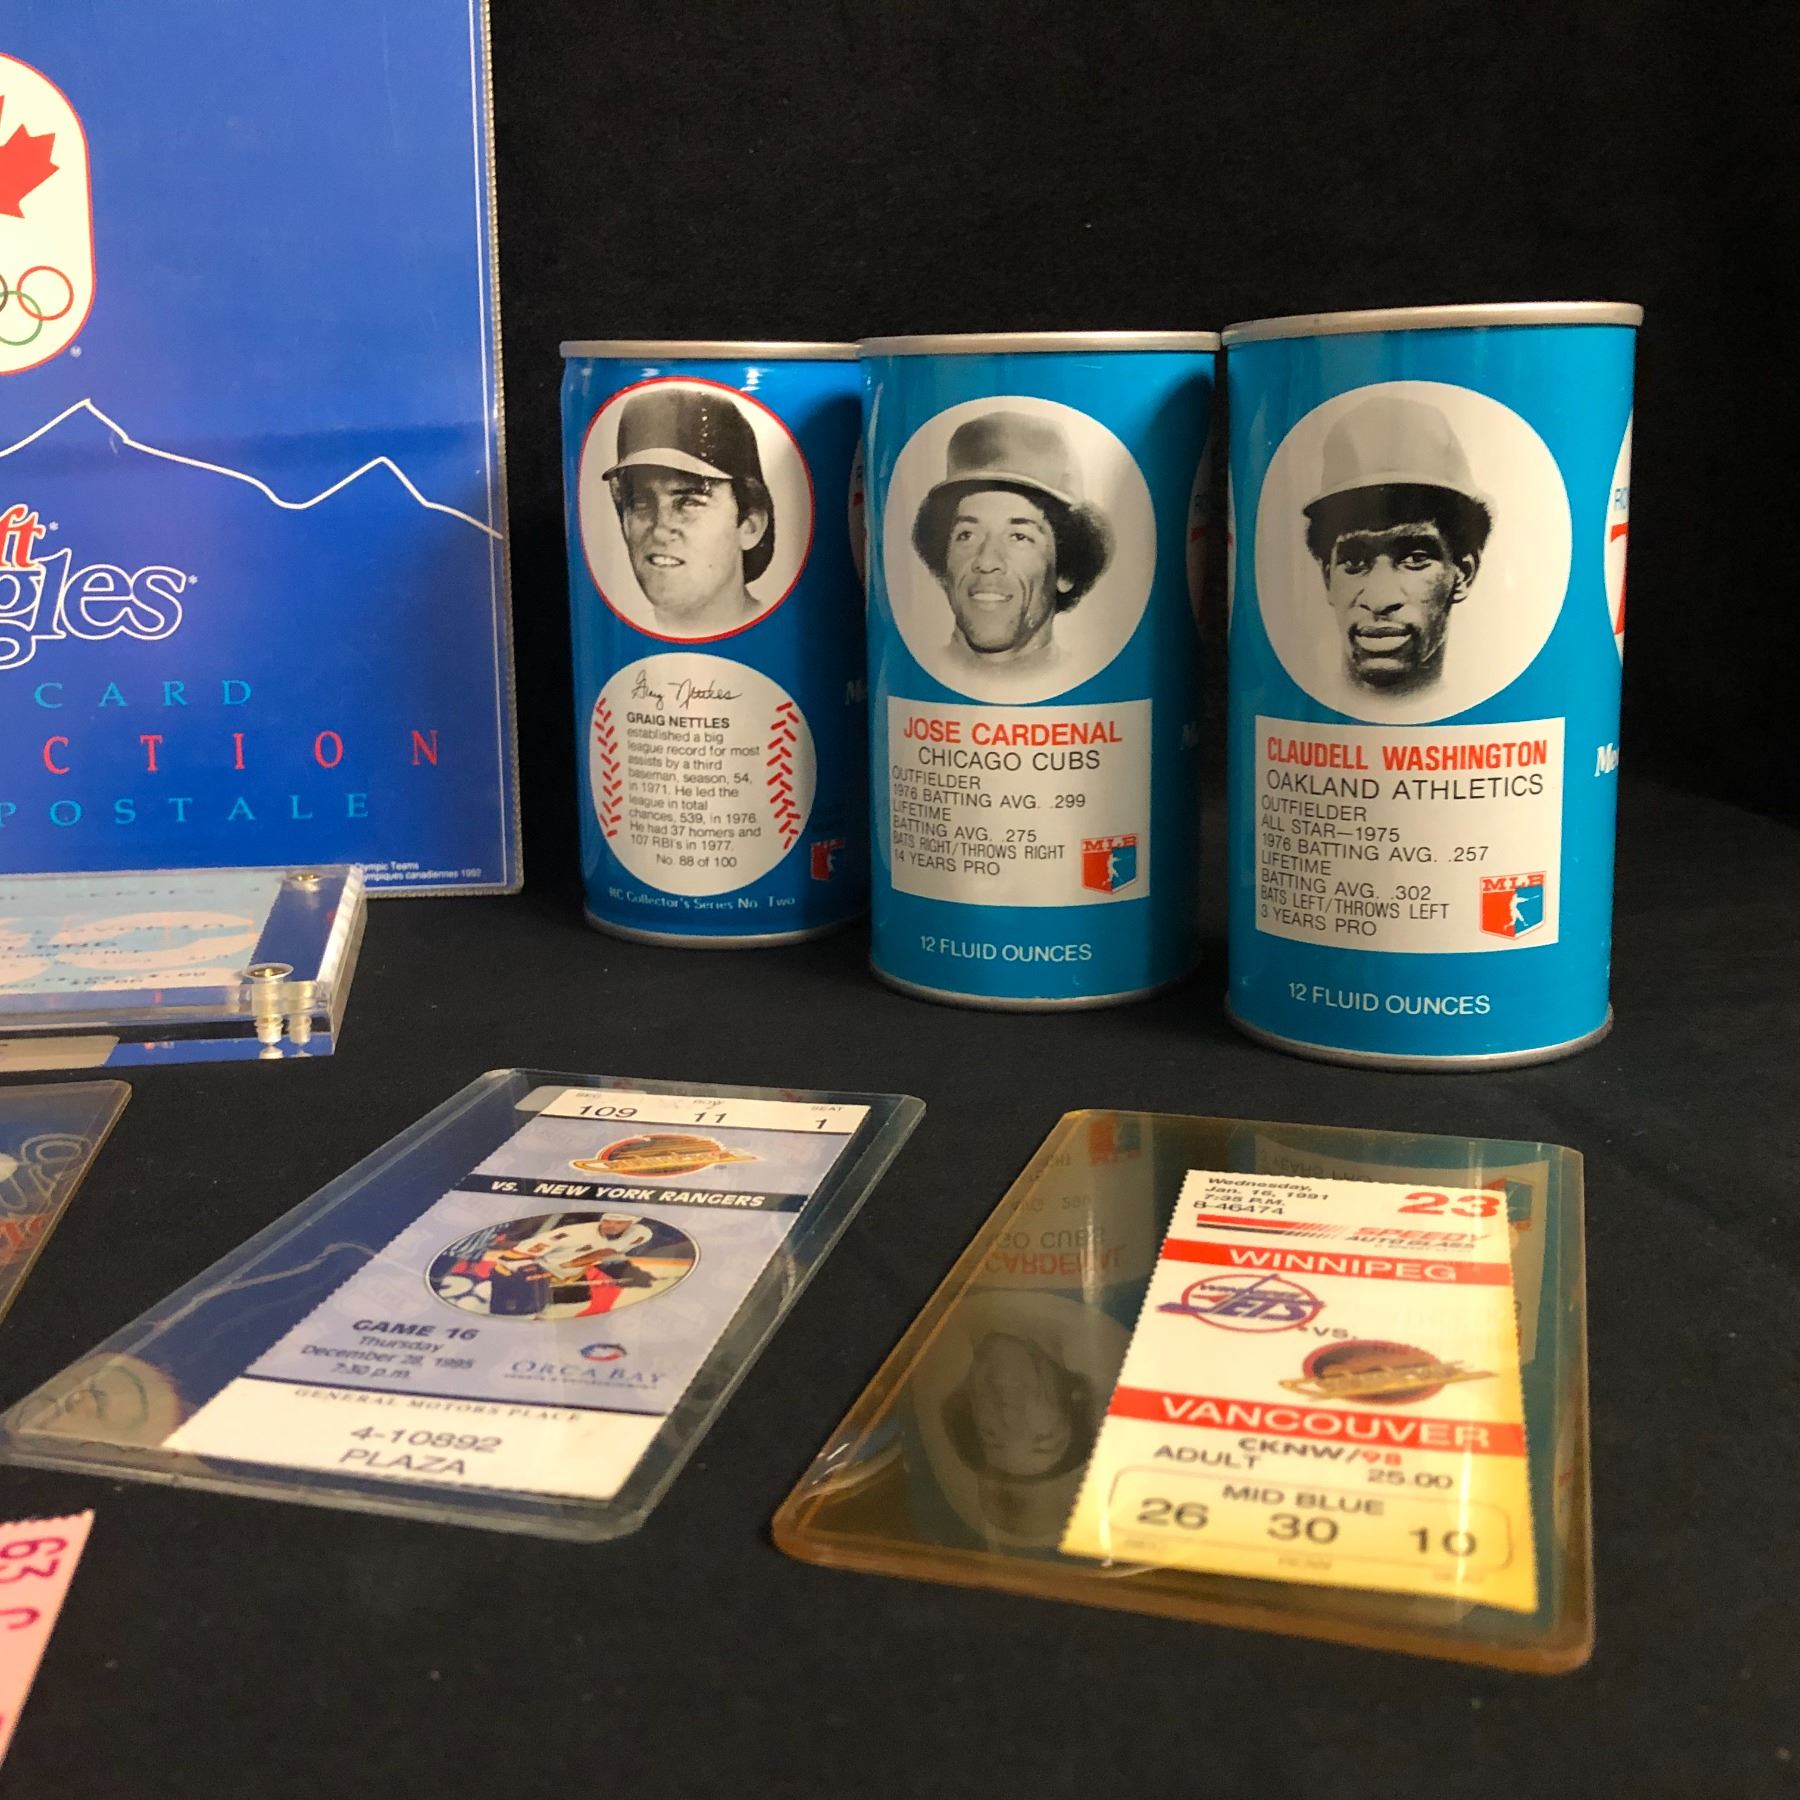 ft
gles
CARD
CTION
POSTALE
Olympic Teams
ympiques canadiennes 1992
Graig Nettles
GRAIG NETTLES
established a big
league record for most
assists by a third
baseman, season, 54,
in 1971. He led the
league in total
chances, 539, in 1976.
He had 37 homers and
107 RBI's in 1977.
No. 88 of 100
RC Collector's Series No. Two
JOSE CARDENAL
CHICAGO CUBS
OUTFIELDER
1976 BATTING AVG. .299
LIFETIME
BATTING AVG. .275
BATS RIGHT/THROWS RIGHT
14 YEARS PRO
MLB
12 FLUID OUNCES
CLAUDELL WASHINGTON
OAKLAND ATHLETICS
OUTFIELDER
ALL STAR—1975
1976 BATTING AVG. .257
LIFETIME
BATTING AVG. .302
BATS LEFT/THROWS LEFT
3 YEARS PRO
MLB
12 FLUID OUNCES
Me
SEC ROW SEAT
109 11 1
VS. NEW YORK RANGERS
GAME 16
Thursday
December 28, 1995
7:30 p.m.
ORCA BAY
GENERAL MOTORS PLACE
4-10892
PLAZA
Wednesday,
Jan. 16, 1991
7:35 P.M.
8-46474
23
SPEEDY
AUTO GLASS
WINNIPEG
JETS
VS.
VANCOUVER
CKNW/98
ADULT 25.00
MID BLUE
26 30 10
63